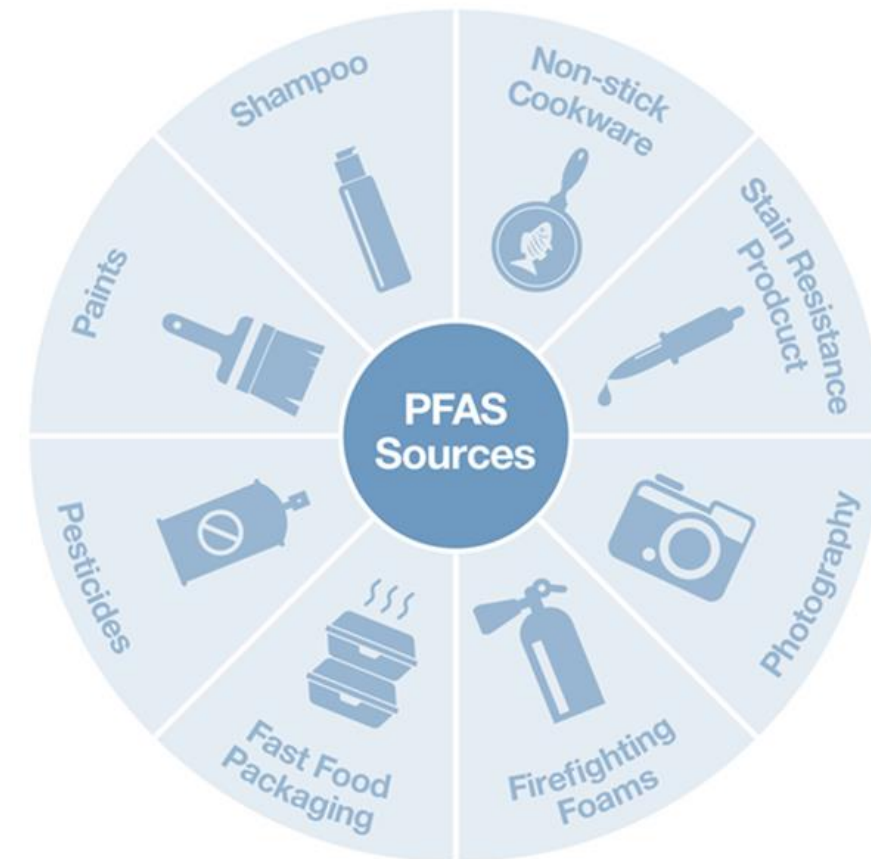 Shampoo
Non-stick
Cookware
Stain Resistance
Prodcuct
Photography
Firefighting
Foams
Fast Food
Packaging
Pesticides
Paints
PFAS
Sources